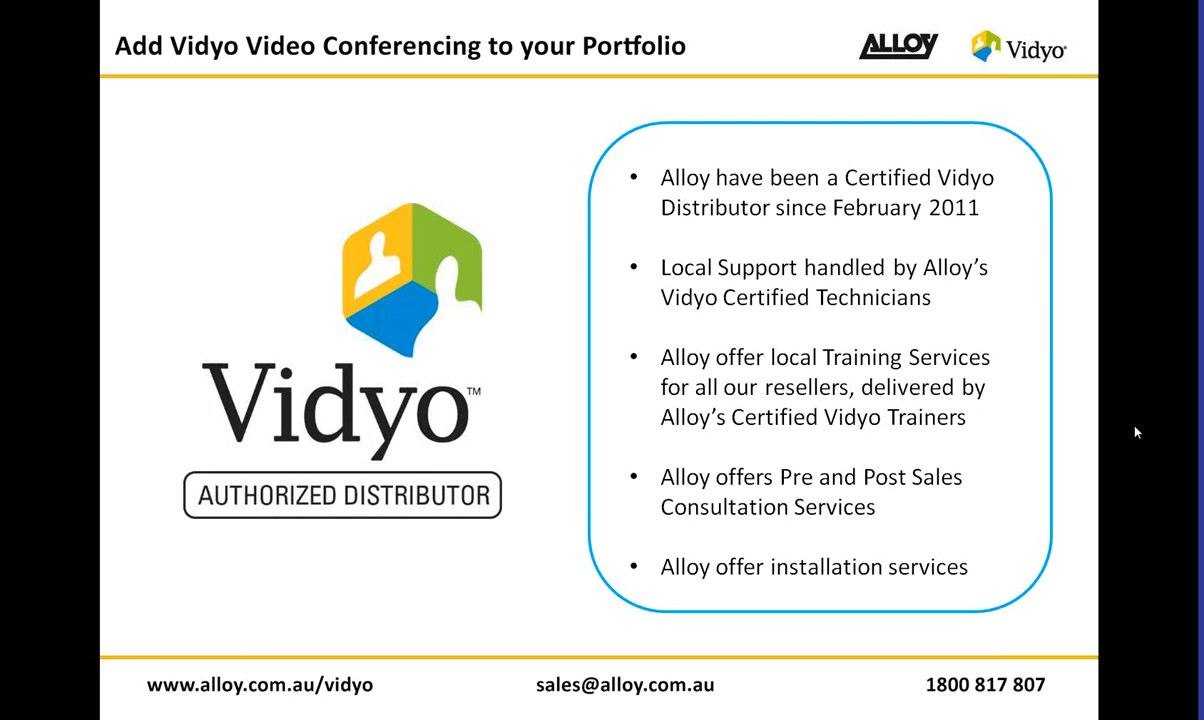 Add Vidyo Video Conferencing to your Portfolio
ALLOY
Vidyo
Vidyo™
AUTHORIZED DISTRIBUTOR
• Alloy have been a Certified Vidyo
Distributor since February 2011
• Local Support handled by Alloy’s
Vidyo Certified Technicians
• Alloy offer local Training Services
for all our resellers, delivered by
Alloy’s Certified Vidyo Trainers
• Alloy offers Pre and Post Sales
Consultation Services
• Alloy offer installation services
www.alloy.com.au/vidyo
sales@alloy.com.au
1800 817 807